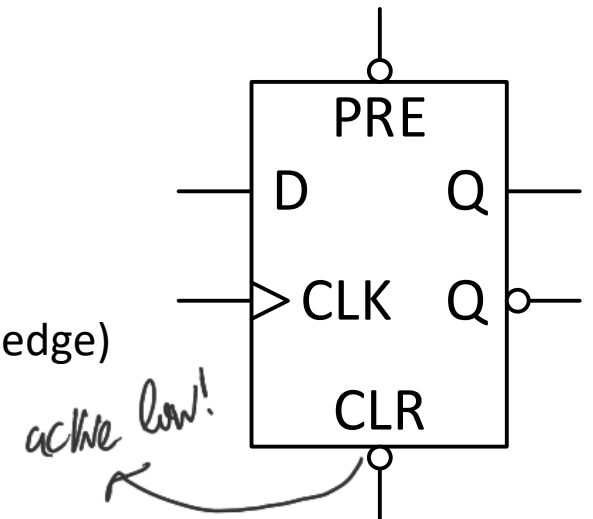 PRE
D Q
CLK Q
edge)
active low!
CLR